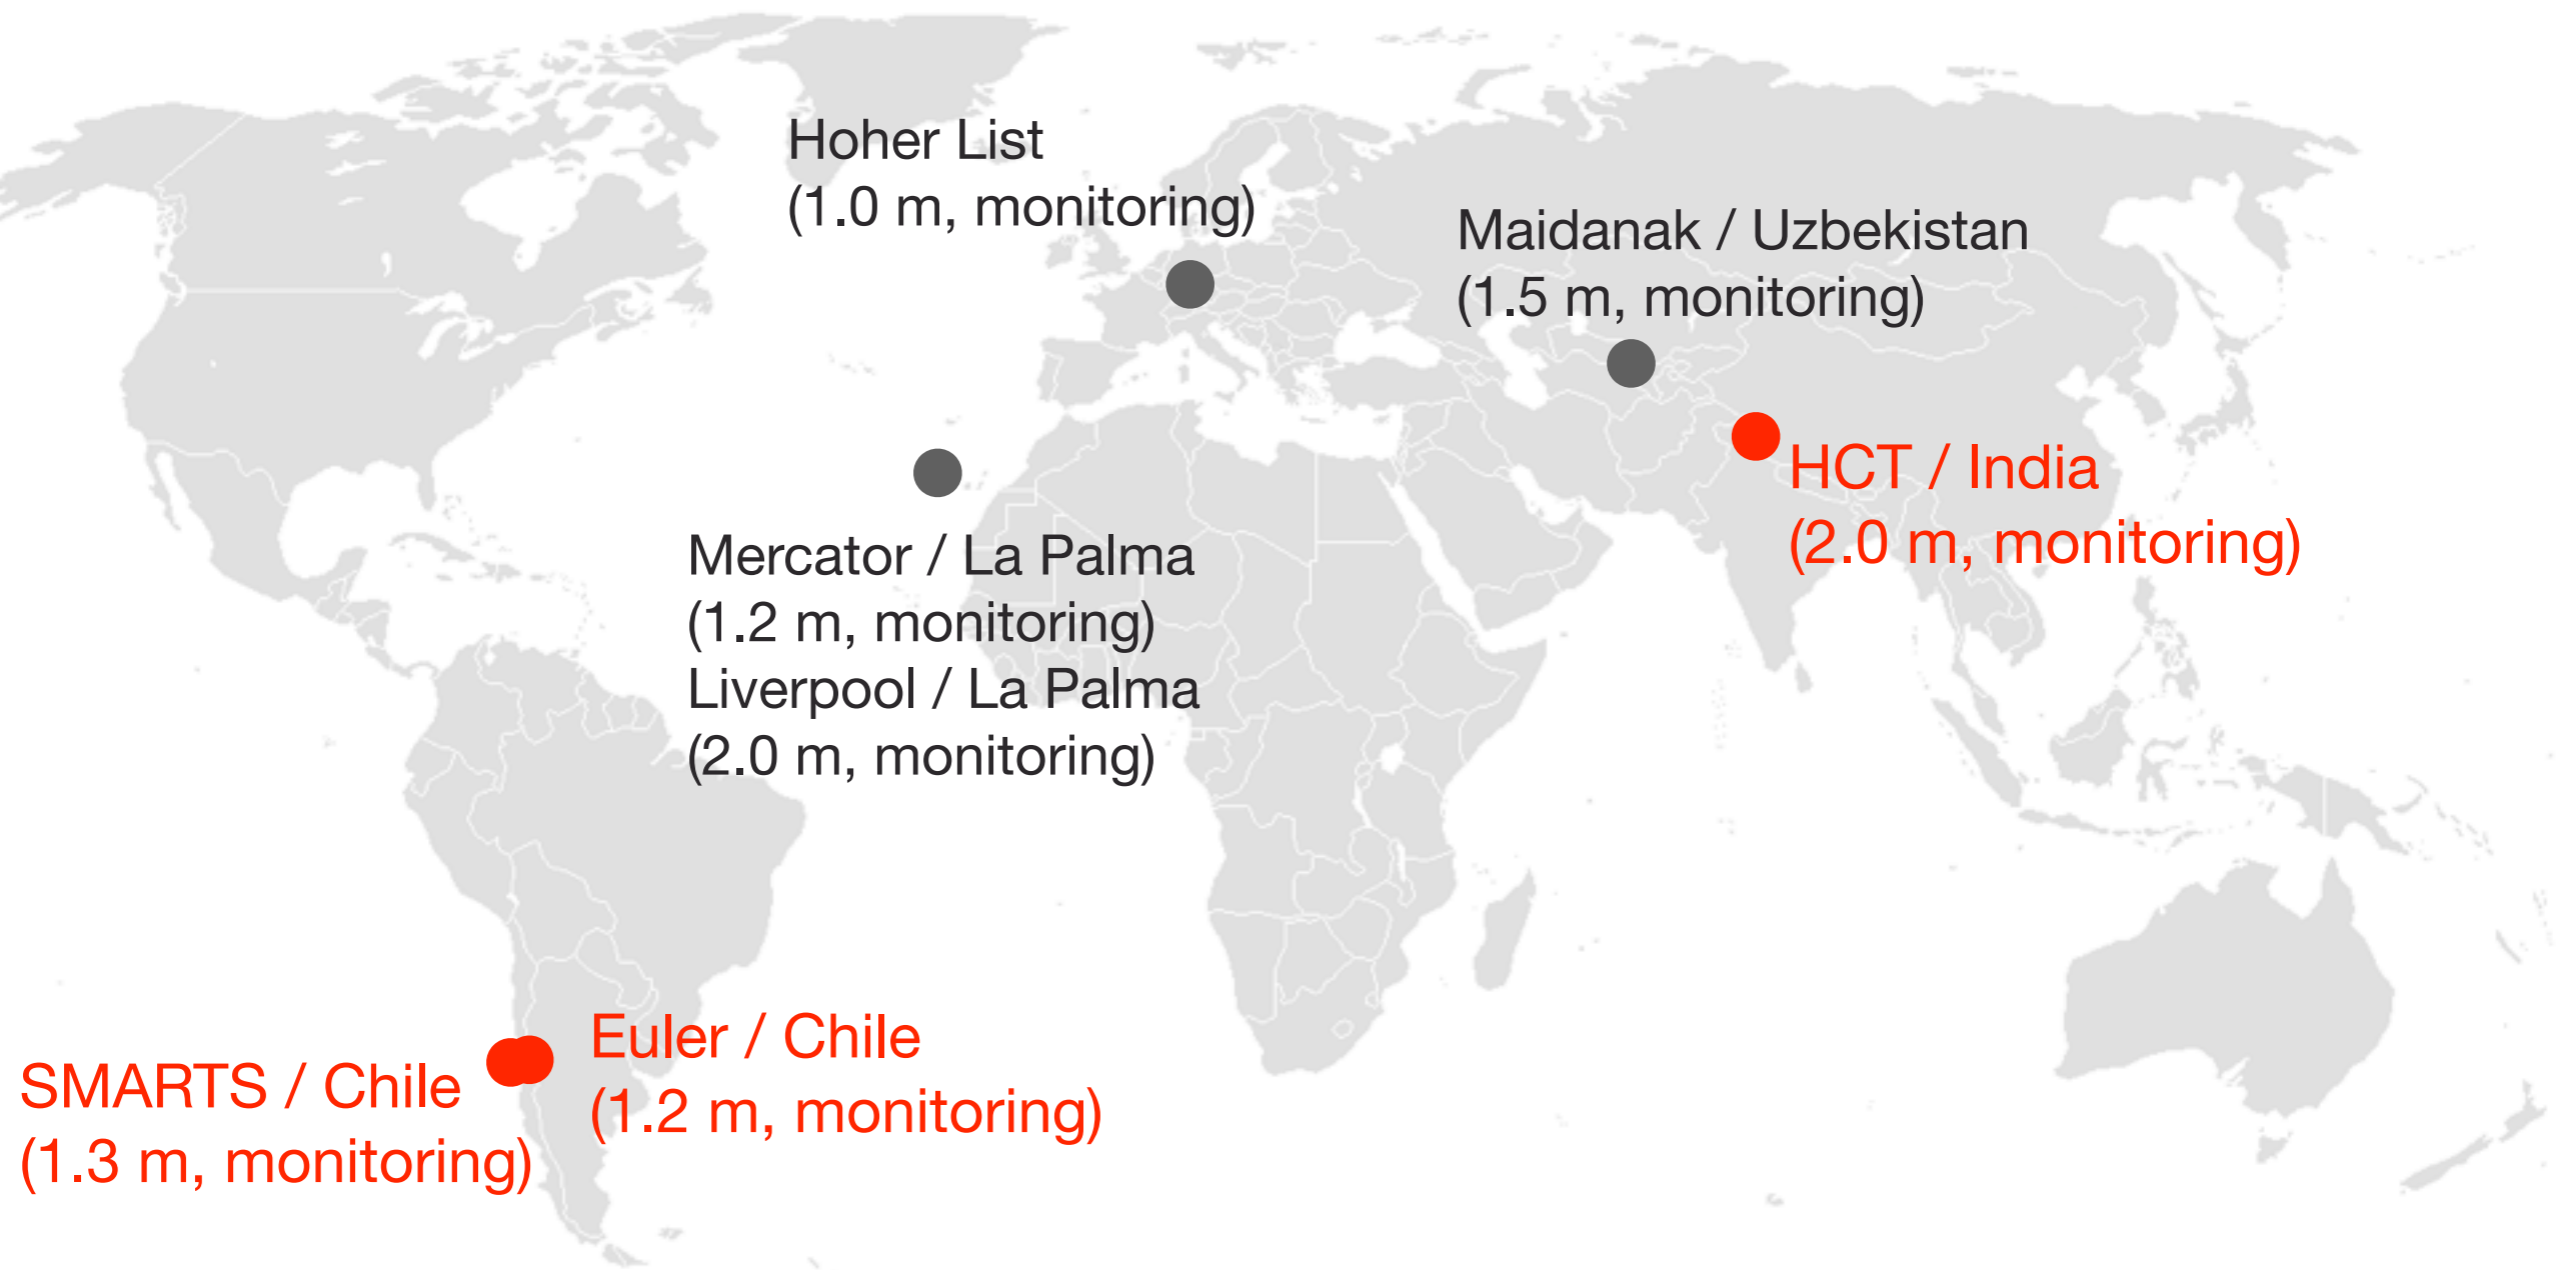 Hoher List
(1.0 m, monitoring)
Maidanak / Uzbekistan
(1.5 m, monitoring)
HCT / India
(2.0 m, monitoring)
Mercator / La Palma
(1.2 m, monitoring)
Liverpool / La Palma
(2.0 m, monitoring)
Euler / Chile
(1.2 m, monitoring)
SMARTS / Chile
(1.3 m, monitoring)